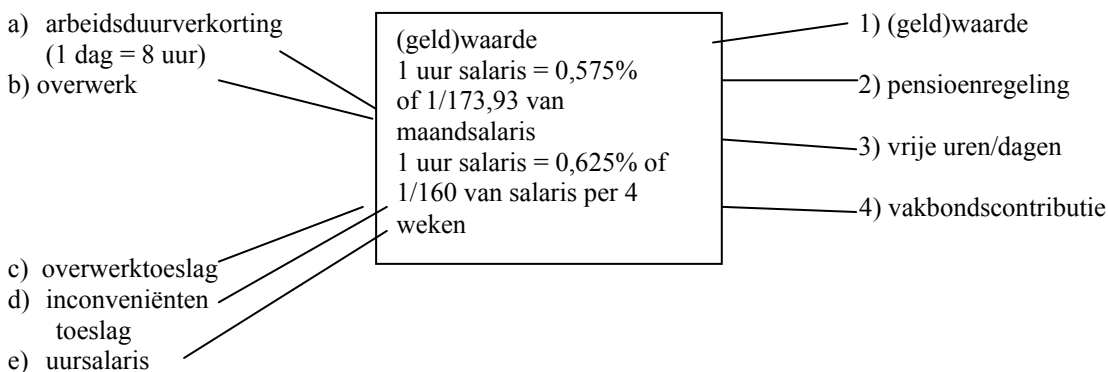 a) arbeidsduurverkorting
(1 dag = 8 uur)
b) overwerk
c) overwerktoeslag
d) inconveniënten
toeslag
e) uursalaris
(geld)waarde
1 uur salaris = 0,575%
of 1/173,93 van
maandsalaris
1 uur salaris = 0,625% of
1/160 van salaris per 4
weken
1) (geld)waarde
2) pensioenregeling
3) vrije uren/dagen
4) vakbondscontributie